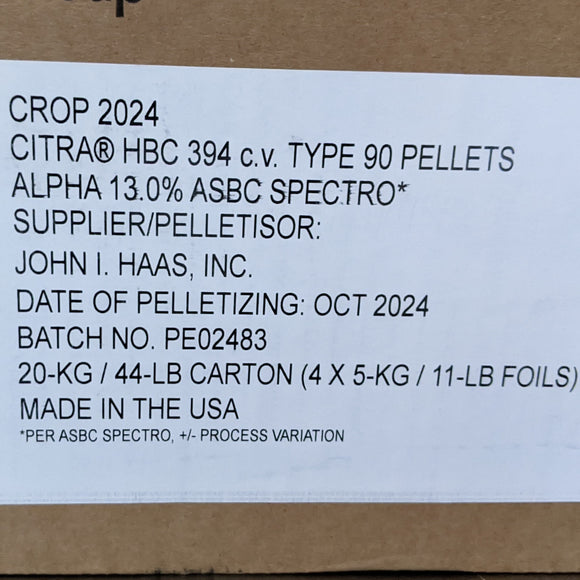 CROP 2024
CITRA® HBC 394 c.v. TYPE 90 PELLETS
ALPHA 13.0% ASBC SPECTRO*
SUPPLIER/PELLETISOR:
JOHN I. HAAS, INC.
DATE OF PELLETIZING: OCT 2024
BATCH NO. PE02483
20-KG / 44-LB CARTON (4 X 5-KG / 11-LB FOILS)
MADE IN THE USA
*PER ASBC SPECTRO, +/- PROCESS VARIATION